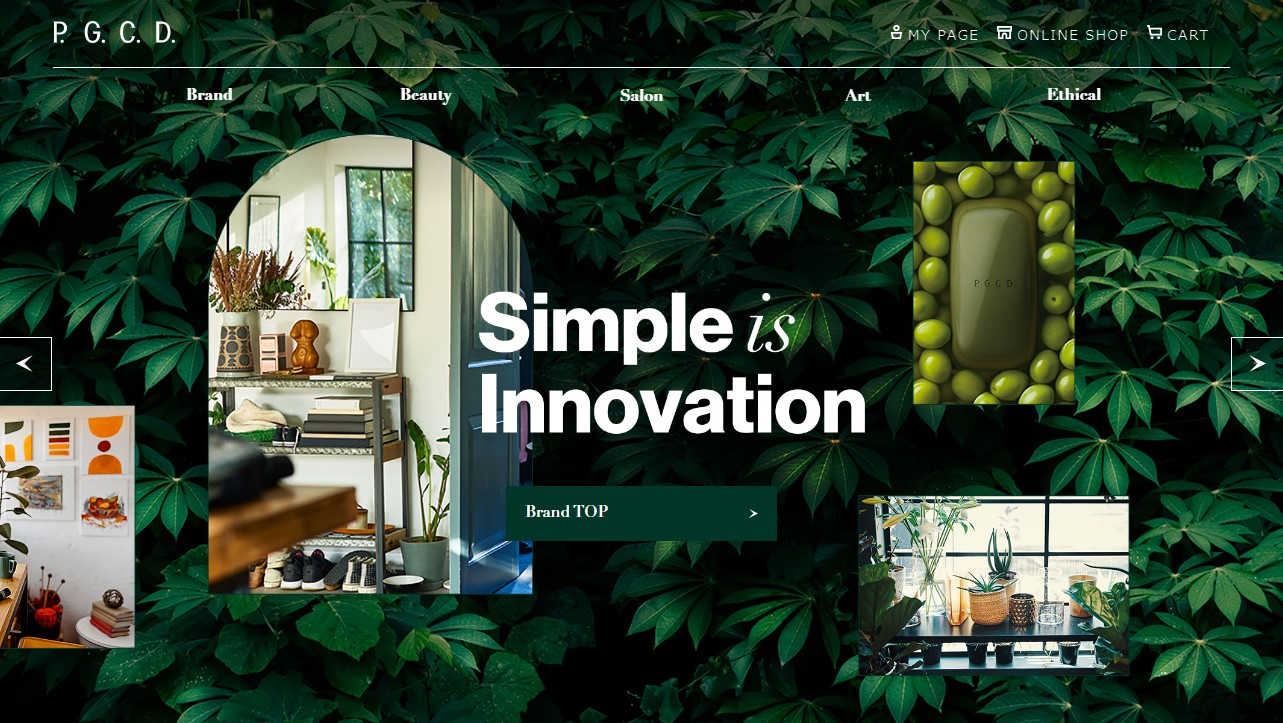 P. G. C. D.
MY PAGE ONLINE SHOP CART
Brand Beauty Salon Art Ethical
P.G.C.D.
Simple is
Innovation
Brand TOP